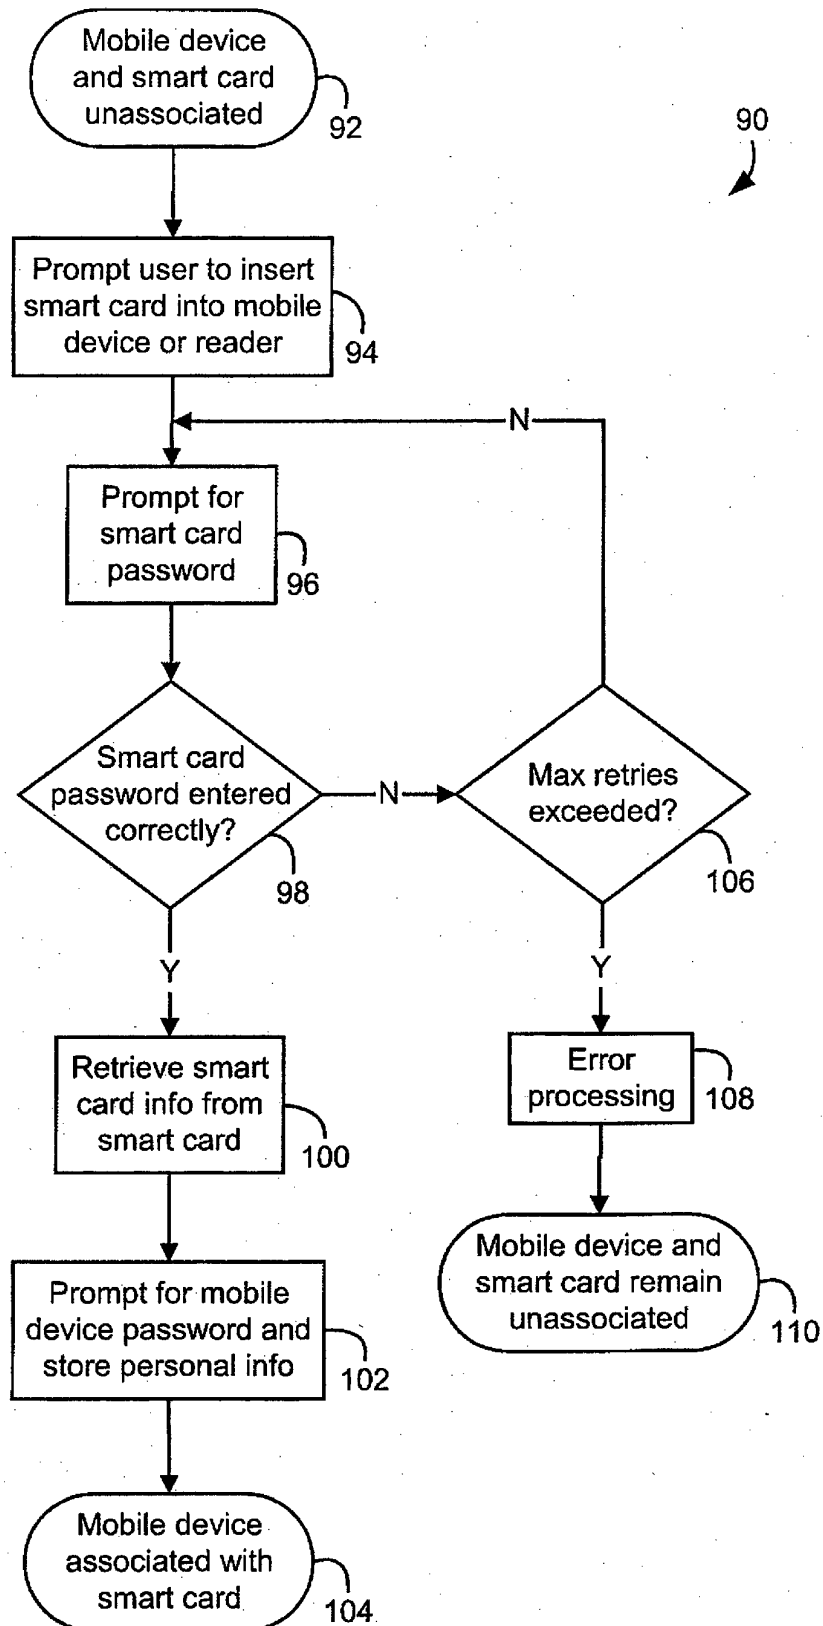 Mobile device
and smart card
unassociated
92
90
Prompt user to insert
smart card into mobile
device or reader
94
N
Prompt for
smart card
password
96
Smart card
password entered
correctly?
98
N
Max retries
exceeded?
106
Y
Y
Retrieve smart
card info from
smart card
100
Error
processing
108
Prompt for mobile
device password and
store personal info
102
Mobile device and
smart card remain
unassociated
110
Mobile device
associated with
smart card
104